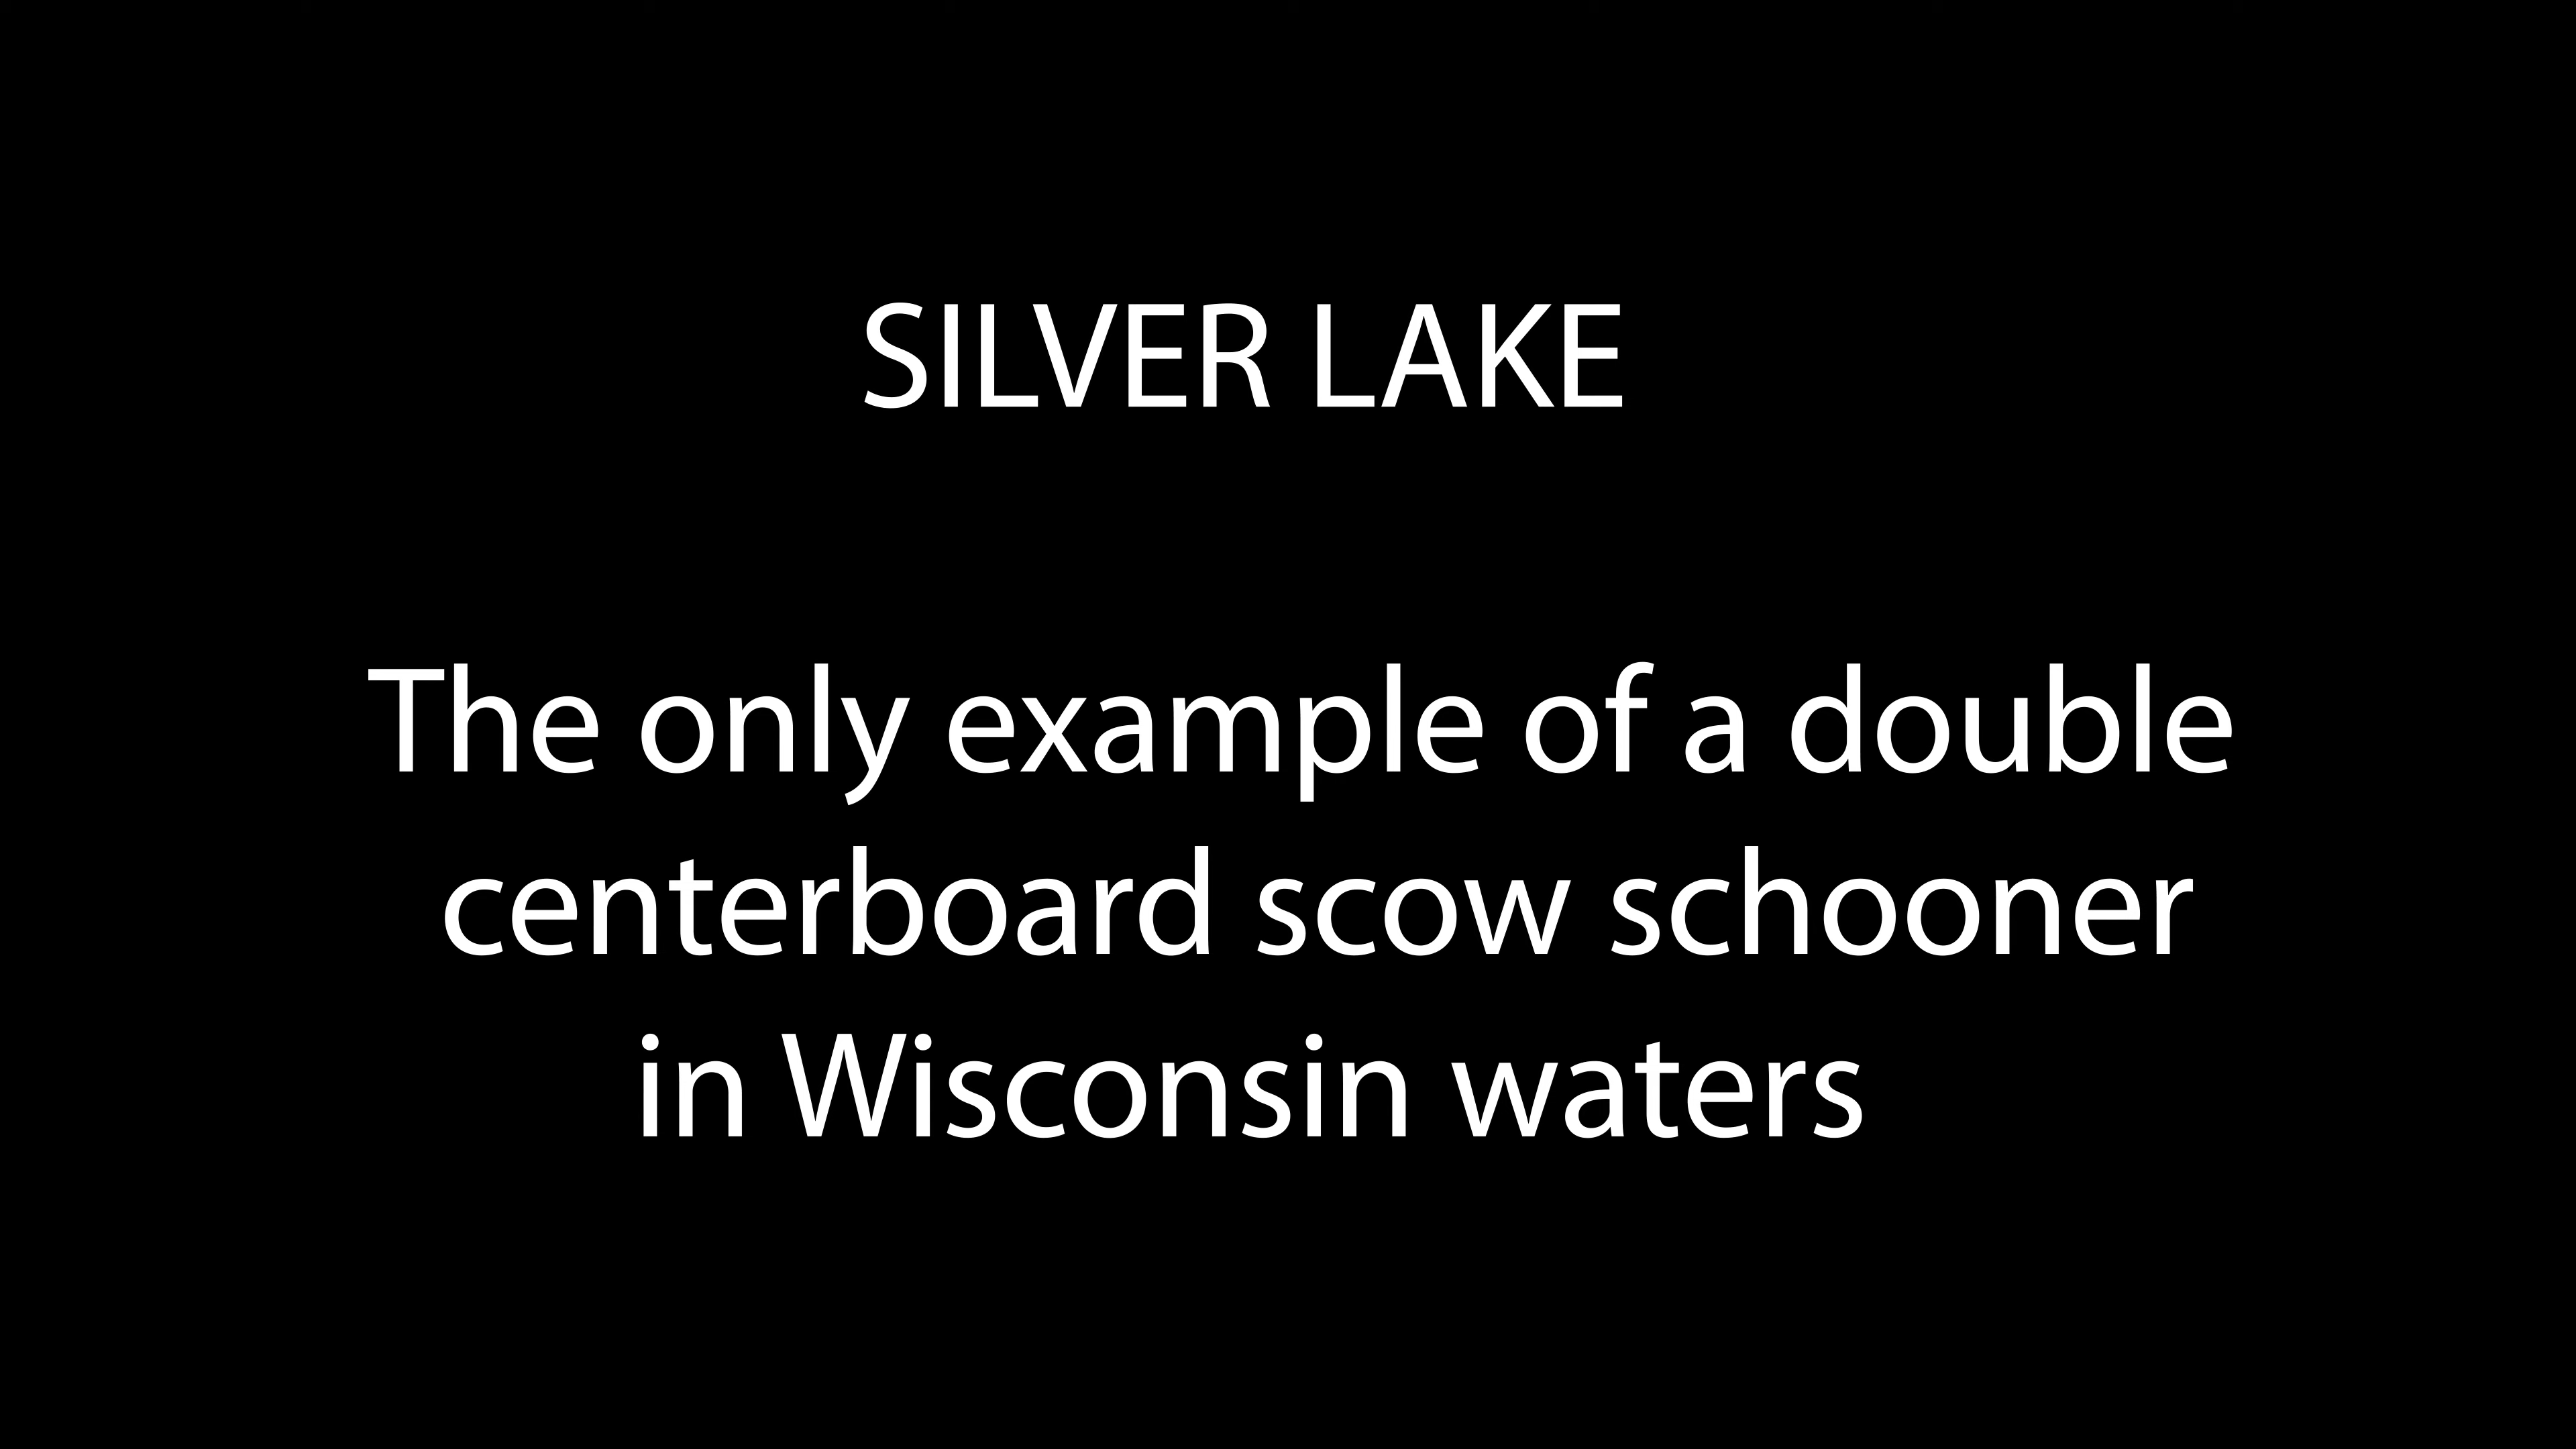 SILVER LAKE
The only example of a double
centerboard scow schooner
in Wisconsin waters